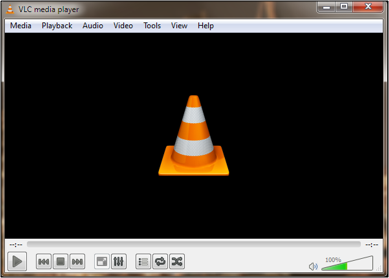 VLC media player
Media Playback Audio Video Tools View Help
--:-- --:--
100%